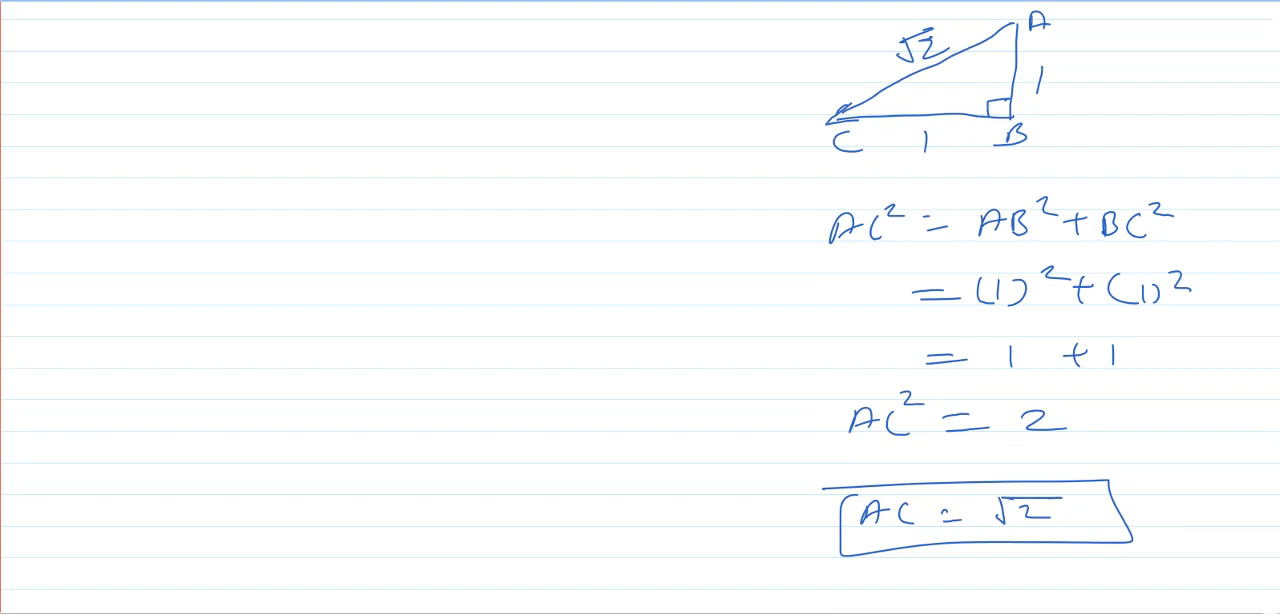 A
√2
1
C 1 B
AC² = AB² + BC²
= (1)² + (1)²
= 1 + 1
AC² = 2
AC = √2